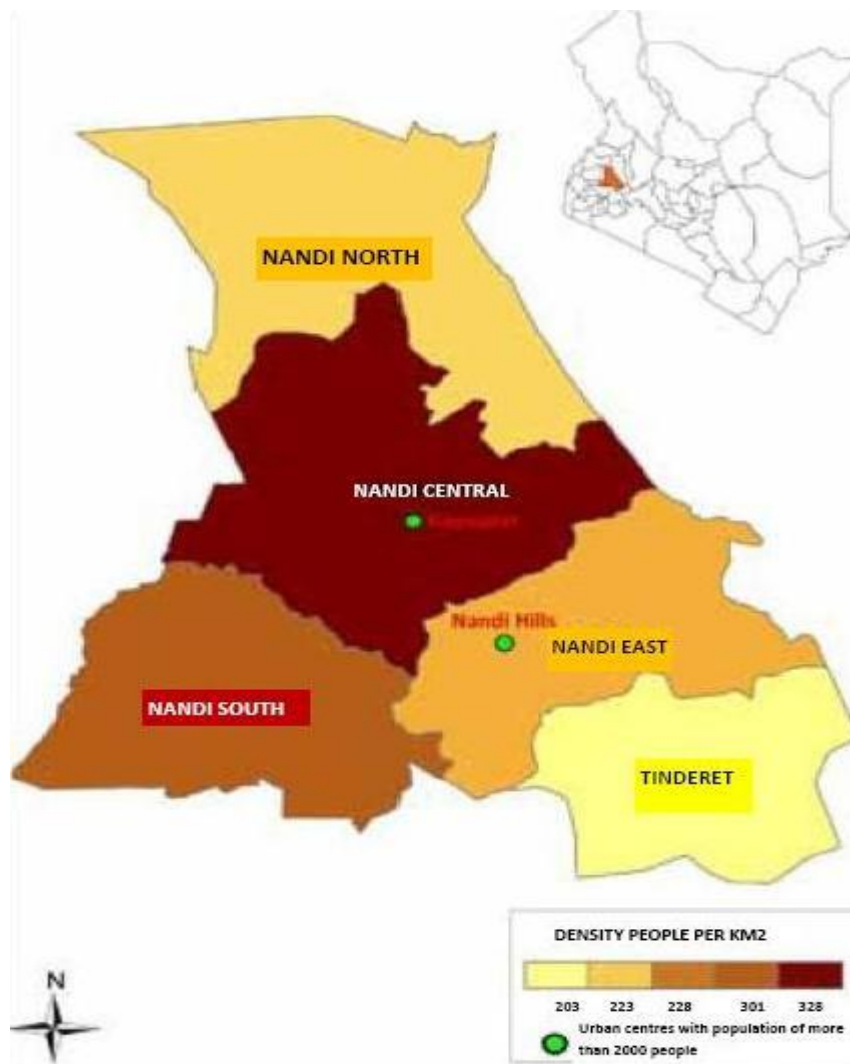 NANDI NORTH
NANDI CENTRAL
Nandi Hills
NANDI EAST
NANDI SOUTH
TINDERET
DENSITY PEOPLE PER KM2
203 223 228 301 328
Urban centres with population of more
than 2000 people
N